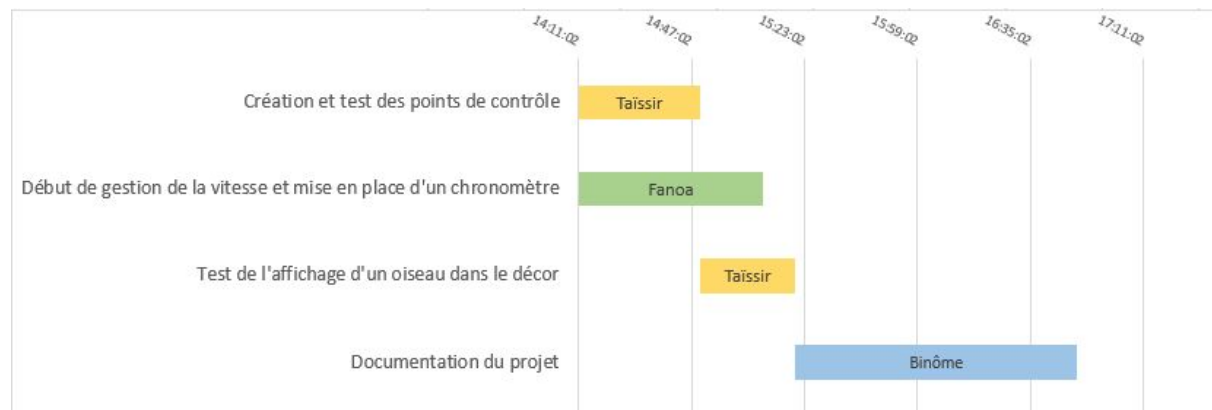 14:11:02
14:47:02
15:23:02
15:59:02
16:35:02
17:11:02
Création et test des points de contrôle
Taïssir
Début de gestion de la vitesse et mise en place d'un chronomètre
Fanoa
Test de l'affichage d'un oiseau dans le décor
Taïssir
Documentation du projet
Binôme